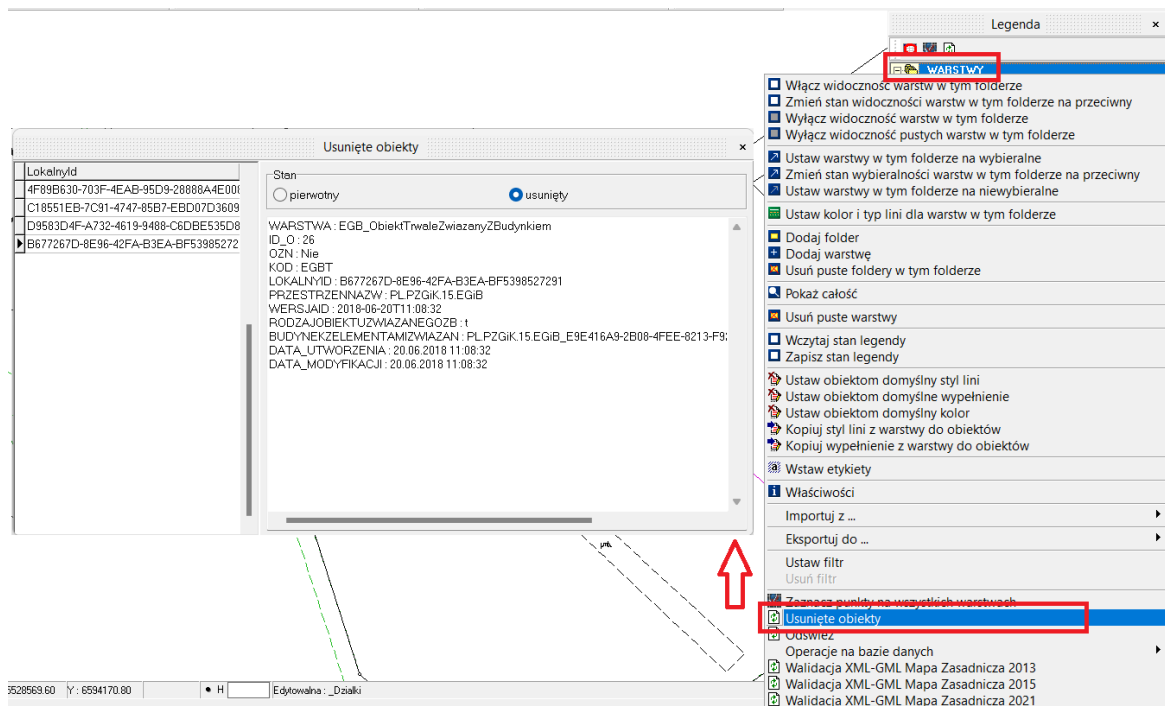 Legenda
WARSTWY
Włącz widoczność warstw w tym folderze
Zmień stan widoczności warstw w tym folderze na przeciwny
Wyłącz widoczność warstw w tym folderze
Wyłącz widoczność pustych warstw w tym folderze
Ustaw warstwy w tym folderze na wybieralne
Zmień stan wybieralności warstw w tym folderze na przeciwny
Ustaw warstwy w tym folderze na niewybieralne
Ustaw kolor i typ lini dla warstw w tym folderze
Dodaj folder
Dodaj warstwę
Usuń puste foldery w tym folderze
Pokaż całość
Usuń puste warstwy
Wczytaj stan legendy
Zapisz stan legendy
Ustaw obiektom domyślny styl lini
Ustaw obiektom domyślne wypełnienie
Ustaw obiektom domyślny kolor
Kopiuj styl lini z warstwy do obiektów
Kopiuj wypełnienie z warstwy do obiektów
Wstaw etykiety
Właściwości
Importuj z ...
Eksportuj do ...
Ustaw filtr
Usuń filtr
Zaznacz punkty na wszystkich warstwach
Usunięte obiekty
Odśwież
Operacje na bazie danych
Walidacja XML-GML Mapa Zasadnicza 2013
Walidacja XML-GML Mapa Zasadnicza 2015
Walidacja XML-GML Mapa Zasadnicza 2021
Usunięte obiekty
LokalnyId
4F89B630-703F-4EAB-95D9-28888A4E00
C18551EB-7C91-4747-85B7-EBD07D3609
D9583D4F-A732-4619-9488-C6DBE535D8
B677267D-8E96-42FA-B3EA-BF53985272
Stan
pierwotny
usunięty
WARSTWA : EGB_ObiektTrwaleZwiazanyZBudynkiem
ID_O : 26
OZN : Nie
KOD : EGBT
LOKALNYID : B677267D-8E96-42FA-B3EA-BF5398527291
PRZESTRZENNAZW : PL.PZGiK.15.EGiB
WERSJAID : 2018-06-20T11:08:32
RODZAJOBIEKTUZWIAZANEGOZB : t
BUDYNEKZELEMENTAMIZWIAZAN : PL.PZGiK.15.EGiB_E9E416A9-2B08-4FEE-8213-F9
DATA_UTWORZENIA : 20.06.2018 11:08:32
DATA_MODYFIKACJI : 20.06.2018 11:08:32
6528569.60 Y : 6594170.80 H Edytowalna : _Dzialki